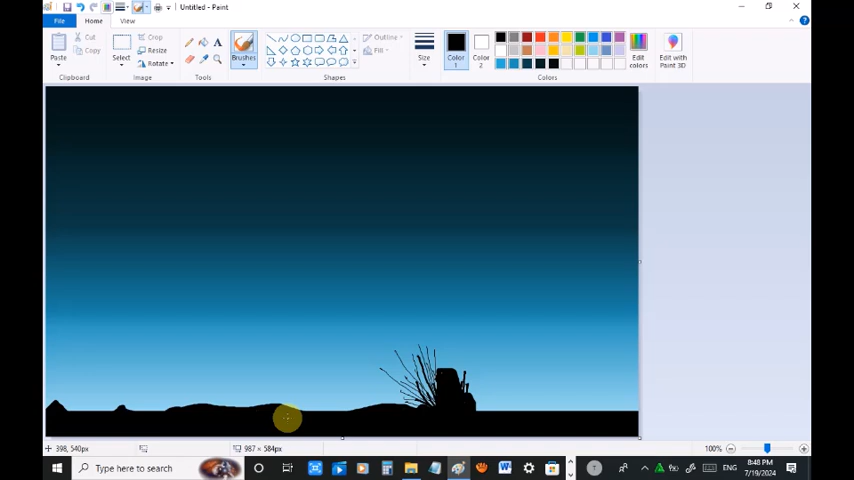 Untitled - Paint
File Home View
Paste Cut Copy Select Crop Resize Rotate A Brushes Outline Fill Size Color 1 Color 2 Edit colors Edit with Paint 3D
Clipboard Image Tools Shapes Colors
398, 540px 987 × 584px 100%
Type here to search ENG 8:48 PM 7/19/2024